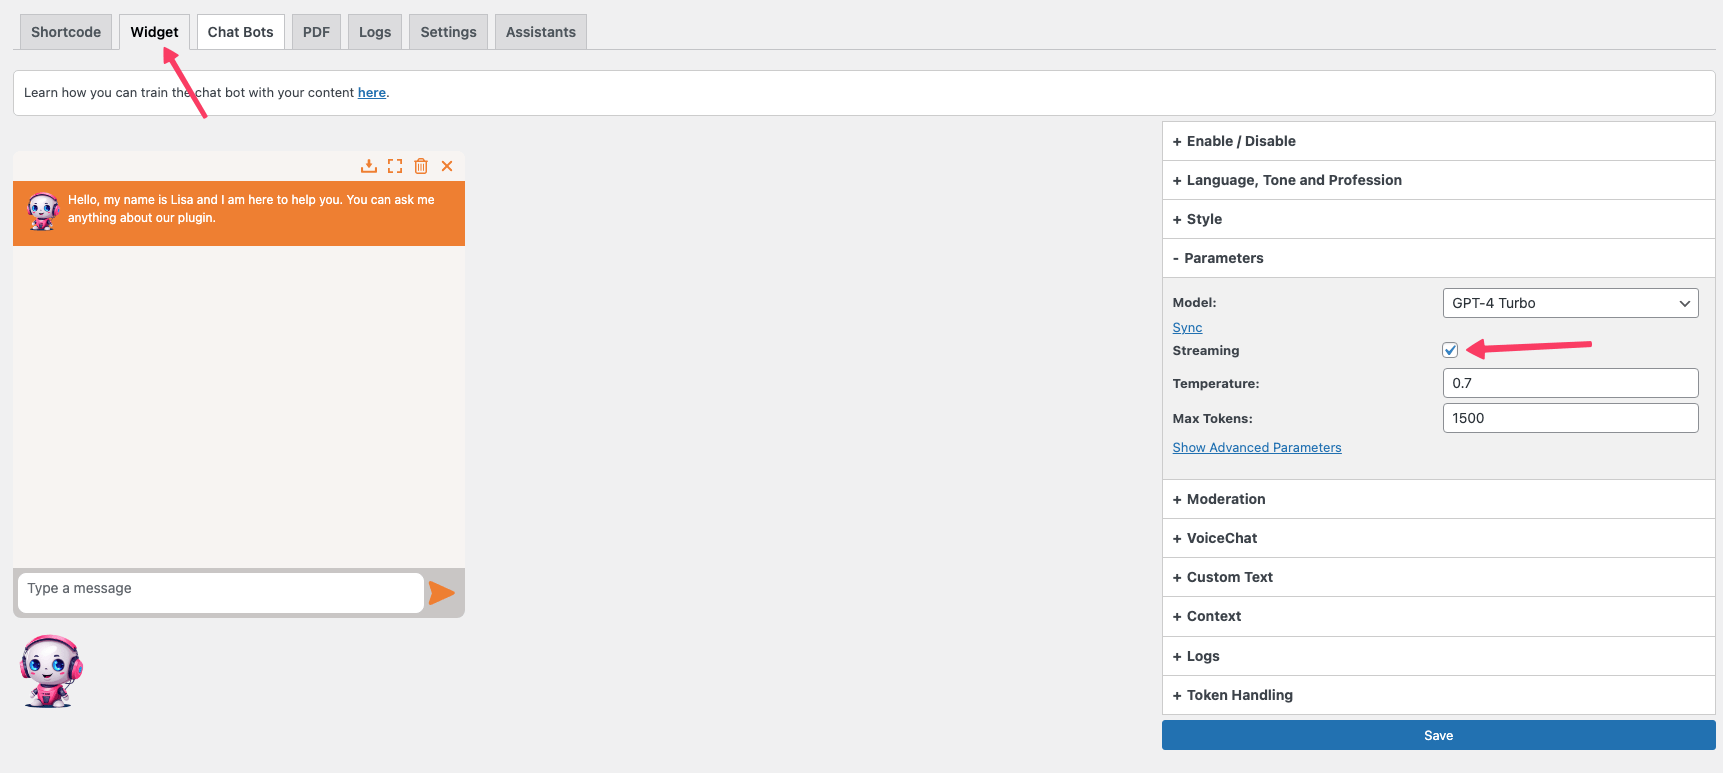 Shortcode Widget Chat Bots PDF Logs Settings Assistants
Learn how you can train the chat bot with your content here.
Hello, my name is Lisa and I am here to help you. You can ask me
anything about our plugin.
Type a message
+ Enable / Disable
+ Language, Tone and Profession
+ Style
- Parameters
Model: GPT-4 Turbo
Sync
Streaming
Temperature: 0.7
Max Tokens: 1500
Show Advanced Parameters
+ Moderation
+ VoiceChat
+ Custom Text
+ Context
+ Logs
+ Token Handling
Save